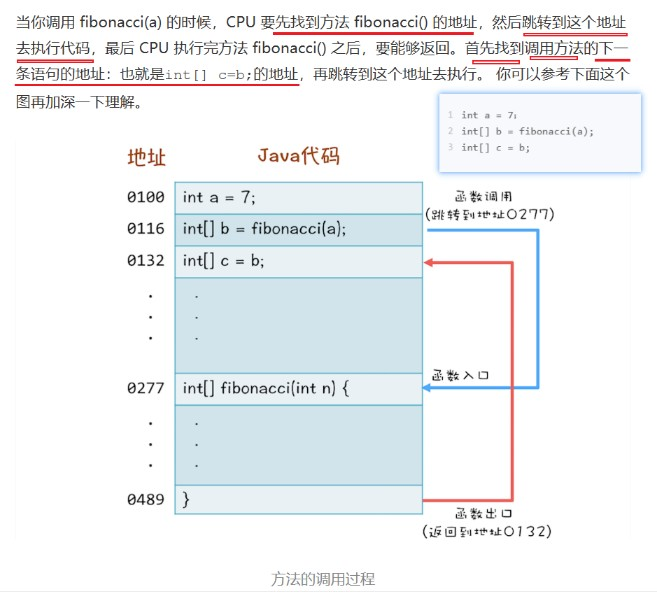 当你调用 fibonacci(a) 的时候，CPU 要先找到方法 fibonacci() 的地址，然后跳转到这个地址
去执行代码，最后 CPU 执行完方法 fibonacci() 之后，要能够返回。首先找到调用方法的下一
条语句的地址：也就是int[] c=b;的地址，再跳转到这个地址去执行。 你可以参考下面这个
图再加深一下理解。
1 int a = 7;
2 int[] b = fibonacci(a);
3 int[] c = b;
地址 Java代码
0100 int a = 7;
函数调用
(跳转到地址0277)
0116 int[] b = fibonacci(a);
0132 int[] c = b;
. .
. .
. .
函数入口
0277 int[] fibonacci(int n) {
. .
. .
. .
0489 }
函数出口
(返回到地址0132)
方法的调用过程